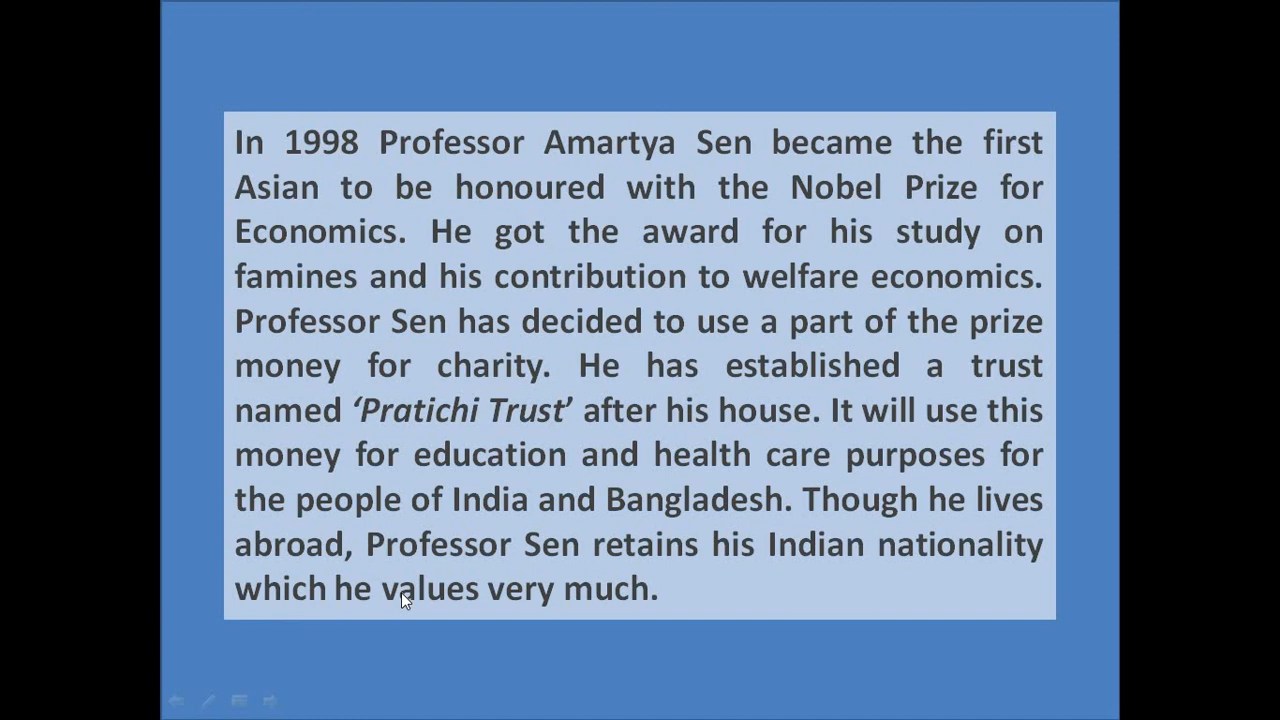 In 1998 Professor Amartya Sen became the first
Asian to be honoured with the Nobel Prize for
Economics. He got the award for his study on
famines and his contribution to welfare economics.
Professor Sen has decided to use a part of the prize
money for charity. He has established a trust
named ‘Pratichi Trust’ after his house. It will use this
money for education and health care purposes for
the people of India and Bangladesh. Though he lives
abroad, Professor Sen retains his Indian nationality
which he values very much.